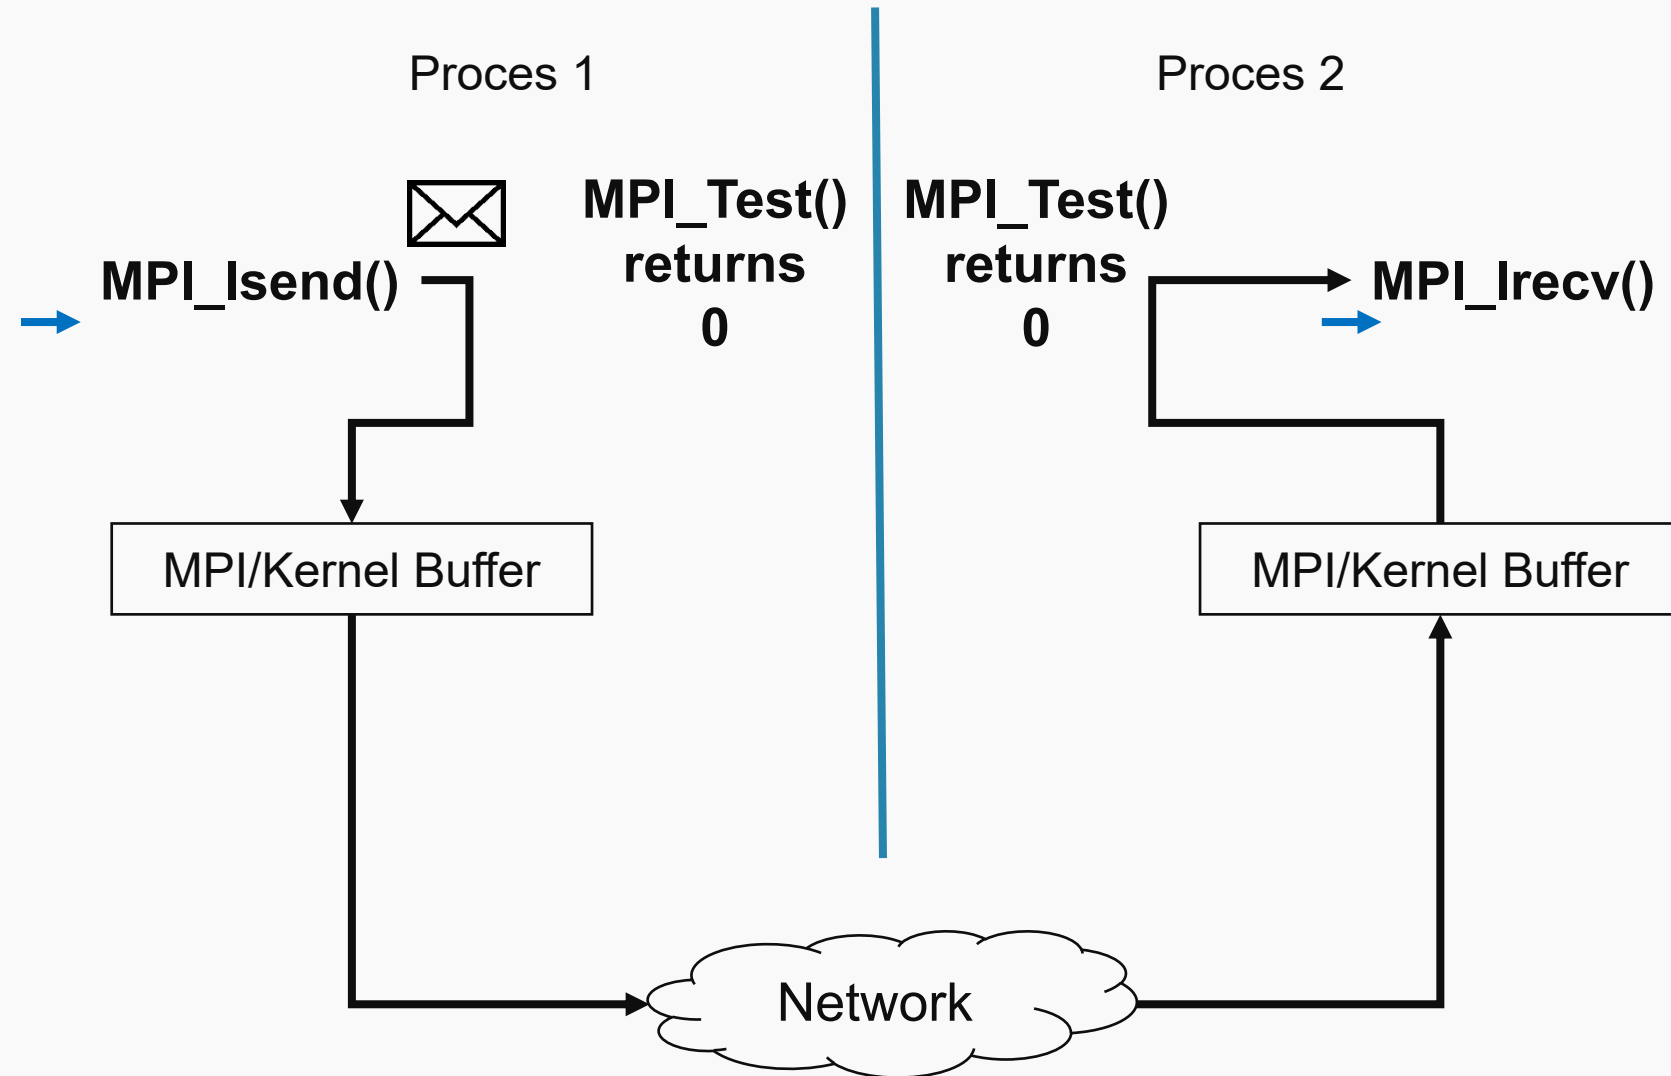 Proces 1
Proces 2
MPI_Test()
returns
0
MPI_Test()
returns
0
MPI_Isend()
MPI_Irecv()
MPI/Kernel Buffer
MPI/Kernel Buffer
Network